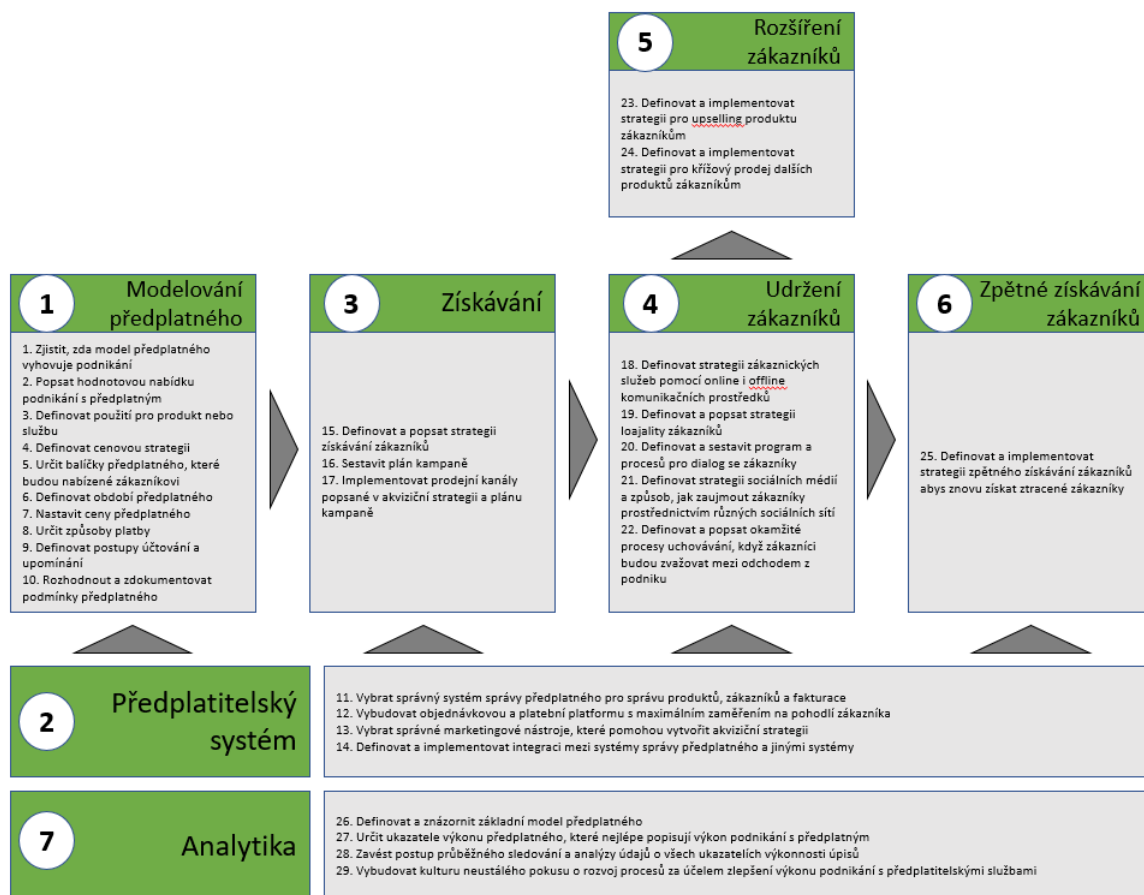 5
Rozšíření
zákazníků
23. Definovat a implementovat
strategii pro upselling produktu
zákazníkům
24. Definovat a implementovat
strategii pro křížový prodej dalších
produktů zákazníkům
1
Modelování
předplatného
1. Zjistit, zda model předplatného
vyhovuje podnikání
2. Popsat hodnotovou nabídku
podnikání s předplatným
3. Definovat použití pro produkt nebo
službu
4. Definovat cenovou strategii
5. Určit balíčky předplatného, které
budou nabízené zákazníkovi
6. Definovat období předplatného
7. Nastavit ceny předplatného
8. Určit způsoby platby
9. Definovat postupy účtování a
upomínání
10. Rozhodnout a zdokumentovat
podmínky předplatného
3
Získávání
15. Definovat a popsat strategii
získávání zákazníků
16. Sestavit plán kampaně
17. Implementovat prodejní kanály
popsané v akviziční strategii a plánu
kampaně
4
Udržení
zákazníků
18. Definovat strategii zákaznických
služeb pomocí online i offline
komunikačních prostředků
19. Definovat a popsat strategii
loajality zákazníků
20. Definovat a sestavit program a
procesů pro dialog se zákazníky
21. Definovat strategii sociálních médií
a způsob, jak zaujmout zákazníky
prostřednictvím různých sociálních sítí
22. Definovat a popsat okamžité
procesy uchovávání, když zákazníci
budou zvažovat mezi odchodem z
podniku
6
Zpětné získávání
zákazníků
25. Definovat a implementovat
strategii zpětného získávání zákazníků
abys znovu získat ztracené zákazníky
2
Předplatitelský
systém
11. Vybrat správný systém správy předplatného pro správu produktů, zákazníků a fakturace
12. Vybudovat objednávkovou a platební platformu s maximálním zaměřením na pohodlí zákazníka
13. Vybrat správné marketingové nástroje, které pomohou vytvořit akviziční strategii
14. Definovat a implementovat integraci mezi systémy správy předplatného a jinými systémy
7
Analytika
26. Definovat a znázornit základní model předplatného
27. Určit ukazatele výkonu předplatného, které nejlépe popisují výkon podnikání s předplatným
28. Zavést postup průběžného sledování a analýzy údajů o všech ukazatelích výkonnosti úpisů
29. Vybudovat kulturu neustálého pokusu o rozvoj procesů za účelem zlepšení výkonu podnikání s předplatitelskými službami